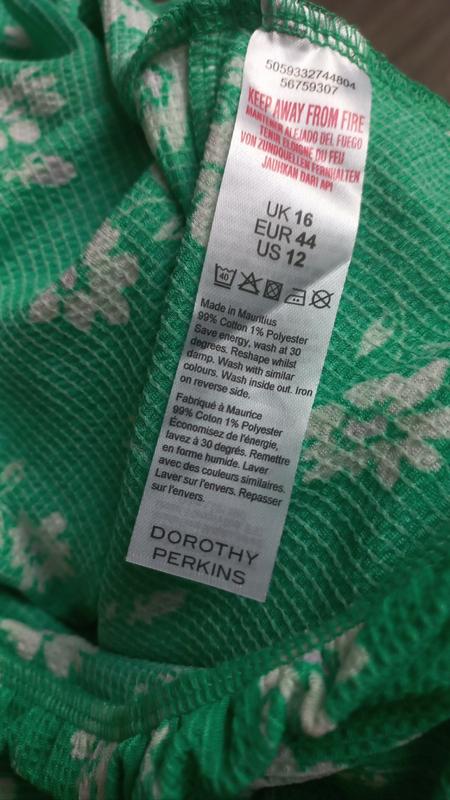 5059332744804
56759307
KEEP AWAY FROM FIRE
MANTENER ALEJADO DEL FUEGO
TENIR ÉLOIGNÉ DU FEU
VON ZÜNDQUELLEN FERNHALTEN
JAUHKAN DARI API
UK 16
EUR 44
US 12
40
Made in Mauritius
99% Cotton 1% Polyester
Save energy, wash at 30
degrees. Reshape whilst
damp. Wash with similar
colours. Wash inside out. Iron
on reverse side.
Fabriqué à Maurice
99% Coton 1% Polyester
Économisez de l'énergie,
lavez à 30 degrés. Remettre
en forme humide. Laver
avec des couleurs similaires.
Laver sur l'envers. Repasser
sur l'envers.
DOROTHY
PERKINS